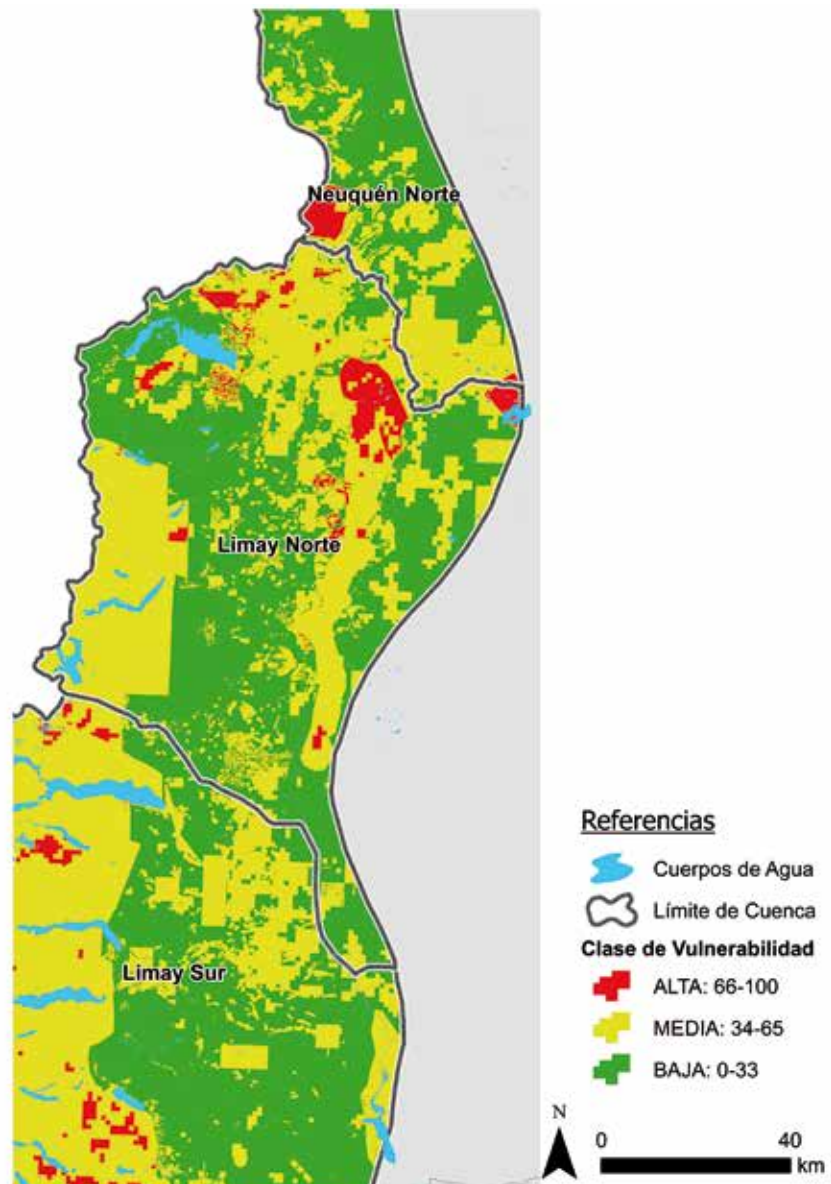 Neuquén Norte
Limay Norte
Limay Sur
Referencias
Cuerpos de Agua
Límite de Cuenca
Clase de Vulnerabilidad
ALTA: 66-100
MEDIA: 34-65
BAJA: 0-33
N
0 40
km